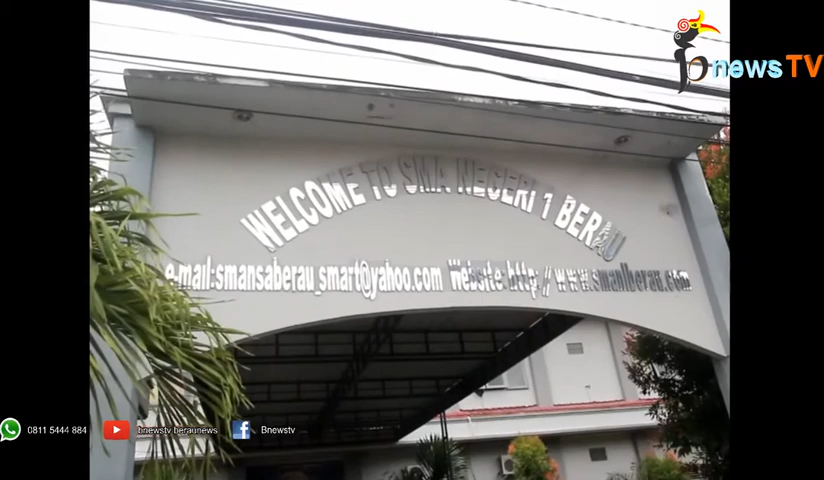 bnewsTV
WELCOME TO SMA NEGERI 1 BERAU
e-mail:smansaberau_smart@yahoo.com Website: http://www.sman1berau.com
0811 5444 884 bnewstv beraunews Bnewstv